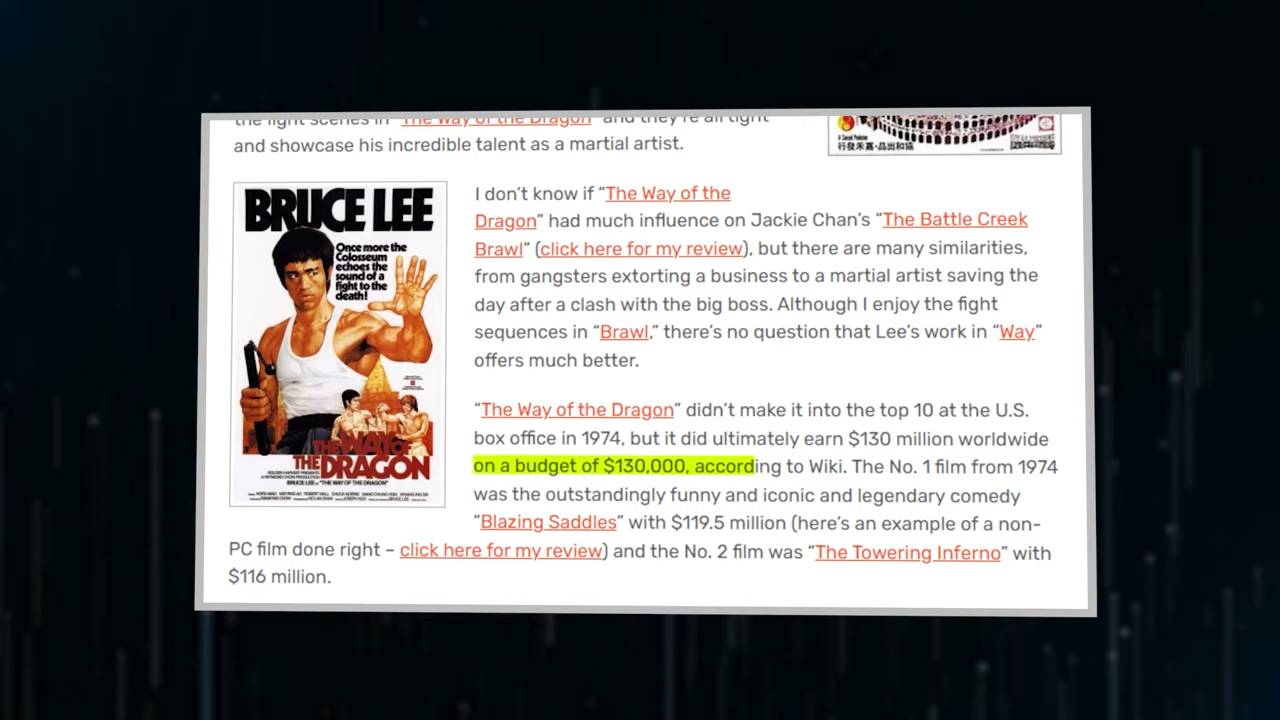 the fight scenes in “The Way of the Dragon” and they’re all tight
and showcase his incredible talent as a martial artist.
行發禾嘉·品出和協
BRUCE LEE
Once more the
Colosseum
echoes the
sound of a
fight to the
death!
THE WAY OF
THE DRAGON
I don’t know if “The Way of the
Dragon” had much influence on Jackie Chan’s “The Battle Creek
Brawl” (click here for my review), but there are many similarities,
from gangsters extorting a business to a martial artist saving the
day after a clash with the big boss. Although I enjoy the fight
sequences in “Brawl,” there’s no question that Lee’s work in “Way”
offers much better.
“The Way of the Dragon” didn’t make it into the top 10 at the U.S.
box office in 1974, but it did ultimately earn $130 million worldwide
on a budget of $130,000, according to Wiki. The No. 1 film from 1974
was the outstandingly funny and iconic and legendary comedy
“Blazing Saddles” with $119.5 million (here’s an example of a non-
PC film done right – click here for my review) and the No. 2 film was “The Towering Inferno” with
$116 million.